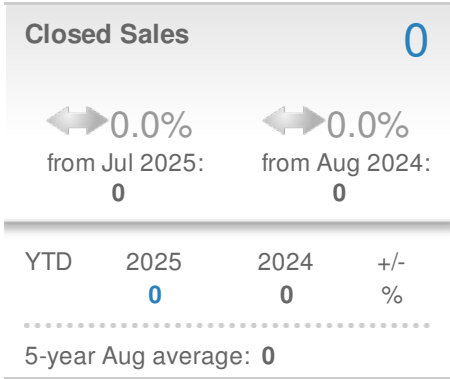 Closed Sales 0
0.0% 0.0%
from Jul 2025: from Aug 2024:
0 0
YTD 2025 2024 +/-
0 0 %
5-year Aug average: 0